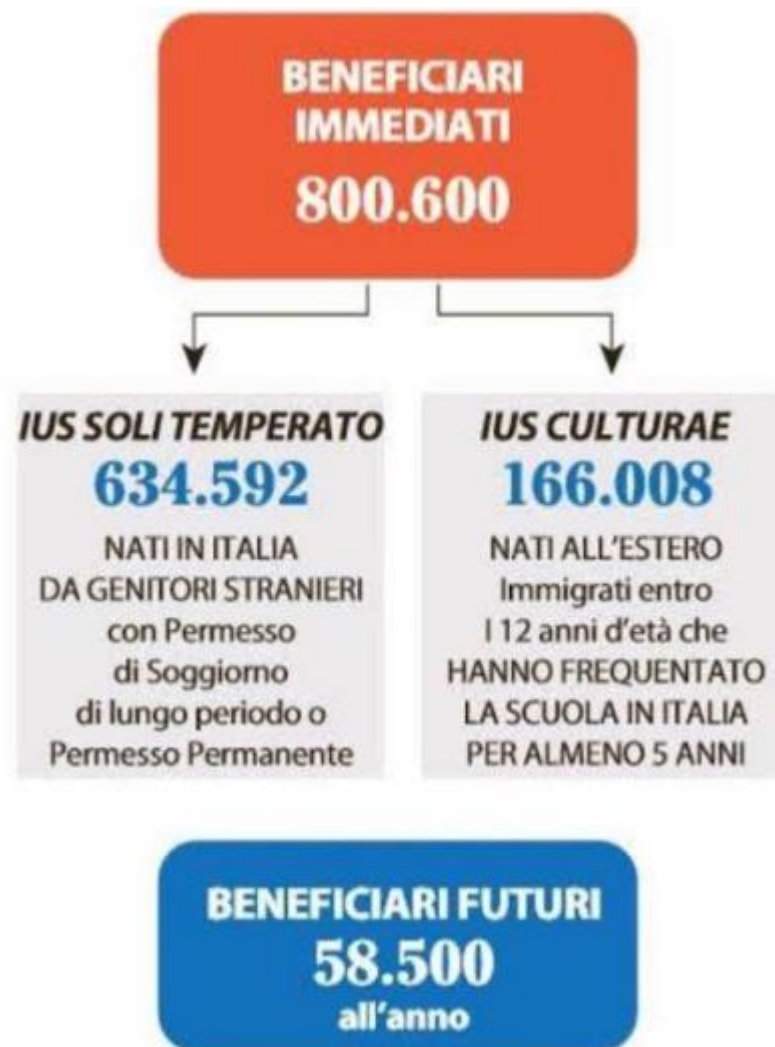 BENEFICIARI
IMMEDIATI
800.600
IUS SOLI TEMPERATO
634.592
NATI IN ITALIA
DA GENITORI STRANIERI
con Permesso
di Soggiorno
di lungo periodo o
Permesso Permanente
IUS CULTURAE
166.008
NATI ALL'ESTERO
Immigrati entro
I 12 anni d'età che
HANNO FREQUENTATO
LA SCUOLA IN ITALIA
PER ALMENO 5 ANNI
BENEFICIARI FUTURI
58.500
all'anno